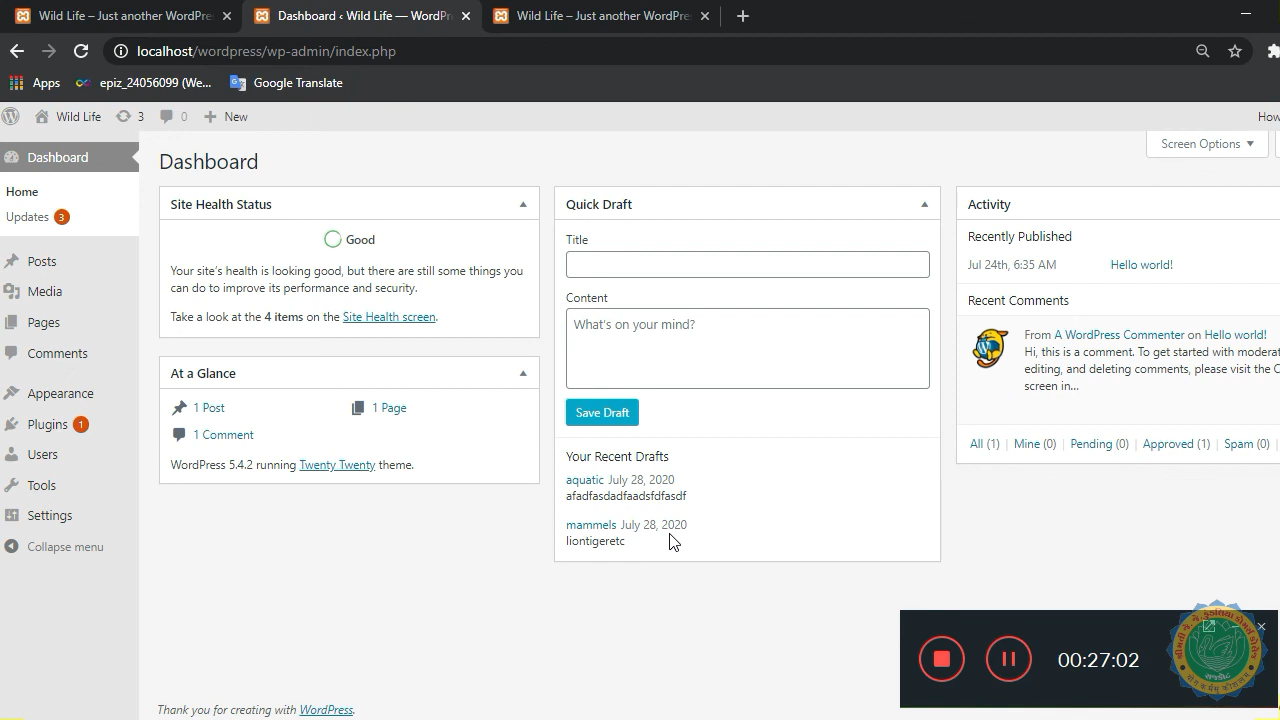 Wild Life – Just another WordPre
Dashboard ‹ Wild Life — WordPr
Wild Life – Just another WordPre
localhost/wordpress/wp-admin/index.php
Apps
epiz_24056099 (We...
Google Translate
Wild Life
3
0
New
How
Dashboard
Home
Updates 3
Posts
Media
Pages
Comments
Appearance
Plugins 1
Users
Tools
Settings
Collapse menu
Dashboard
Screen Options
Site Health Status
Good
Your site's health is looking good, but there are still some things you
can do to improve its performance and security.
Take a look at the 4 items on the Site Health screen.
At a Glance
1 Post
1 Page
1 Comment
WordPress 5.4.2 running Twenty Twenty theme.
Quick Draft
Title
Content
What's on your mind?
Save Draft
Your Recent Drafts
aquatic July 28, 2020
afadfasdadfaadsfdfasdf
mammels July 28, 2020
liontigeretc
Activity
Recently Published
Jul 24th, 6:35 AM Hello world!
Recent Comments
From A WordPress Commenter on Hello world!
Hi, this is a comment. To get started with moderat
editing, and deleting comments, please visit the C
screen in...
All (1) | Mine (0) | Pending (0) | Approved (1) | Spam (0) |
Thank you for creating with WordPress.
00:27:02